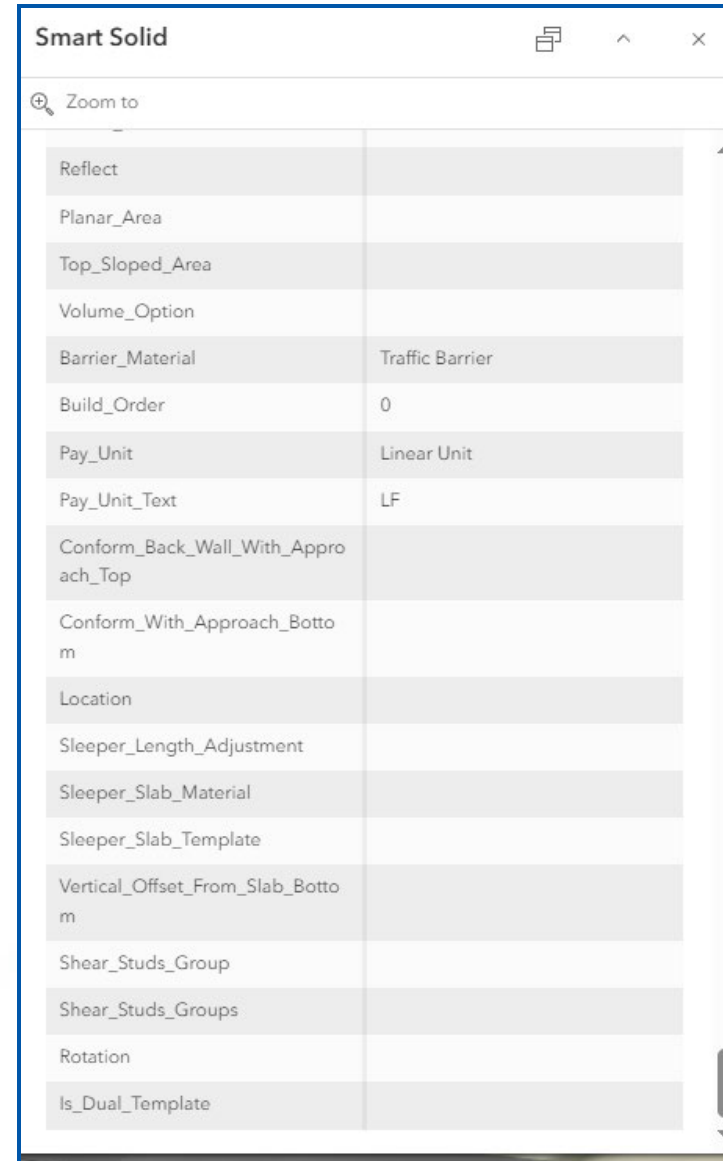 Smart Solid
Zoom to
Reflect
Planar_Area
Top_Sloped_Area
Volume_Option
Barrier_Material Traffic Barrier
Build_Order 0
Pay_Unit Linear Unit
Pay_Unit_Text LF
Conform_Back_Wall_With_Appro
ach_Top
Conform_With_Approach_Botto
m
Location
Sleeper_Length_Adjustment
Sleeper_Slab_Material
Sleeper_Slab_Template
Vertical_Offset_From_Slab_Botto
m
Shear_Studs_Group
Shear_Studs_Groups
Rotation
Is_Dual_Template